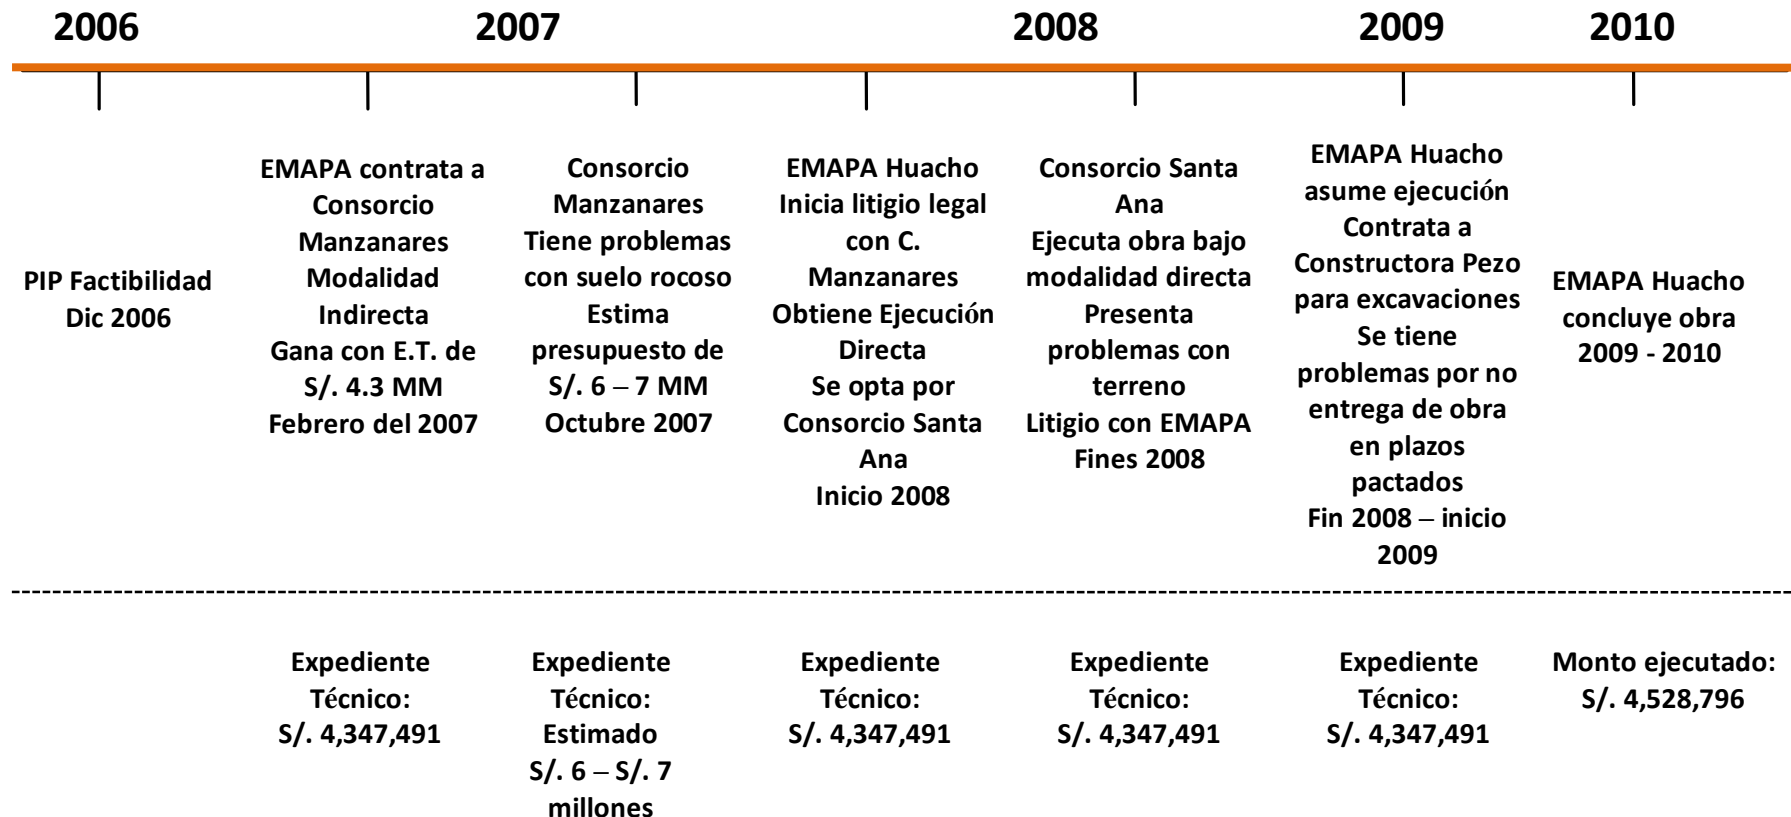 2006
2007
2008
2009
2010
PIP Factibilidad
Dic 2006
EMAPA contrata a
Consorcio
Manzanares
Modalidad
Indirecta
Gana con E.T. de
S/. 4.3 MM
Febrero del 2007
Consorcio
Manzanares
Tiene problemas
con suelo rocoso
Estima
presupuesto de
S/. 6 – 7 MM
Octubre 2007
EMAPA Huacho
Inicia litigio legal
con C.
Manzanares
Obtiene Ejecución
Directa
Se opta por
Consorcio Santa
Ana
Inicio 2008
Consorcio Santa
Ana
Ejecuta obra bajo
modalidad directa
Presenta
problemas con
terreno
Litigio con EMAPA
Fines 2008
EMAPA Huacho
asume ejecución
Contrata a
Constructora Pezo
para excavaciones
Se tiene
problemas por no
entrega de obra
en plazos
pactados
Fin 2008 – inicio
2009
EMAPA Huacho
concluye obra
2009 - 2010
Expediente
Técnico:
S/. 4,347,491
Expediente
Técnico:
Estimado
S/. 6 – S/. 7
millones
Expediente
Técnico:
S/. 4,347,491
Expediente
Técnico:
S/. 4,347,491
Expediente
Técnico:
S/. 4,347,491
Monto ejecutado:
S/. 4,528,796